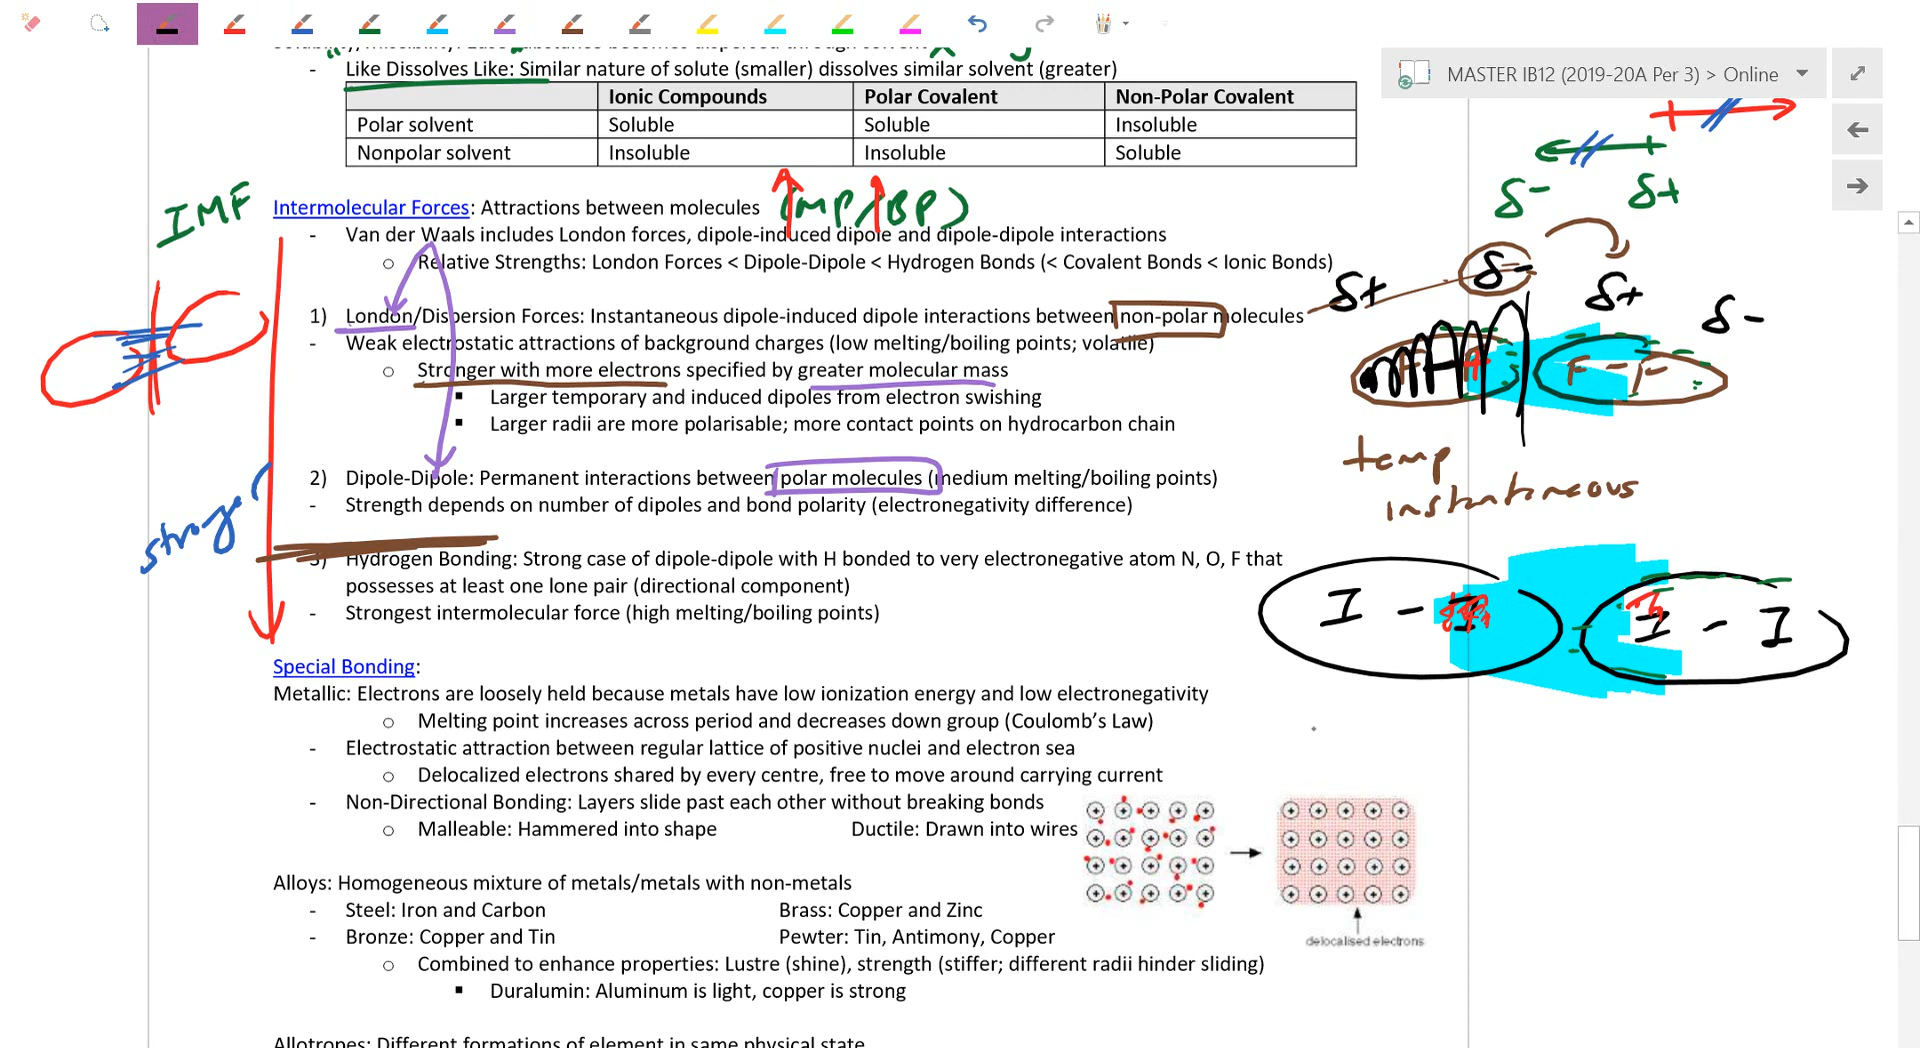 MASTER IB12 (2019-20A Per 3) > Online
- Like Dissolves Like: Similar nature of solute (smaller) dissolves similar solvent (greater)
Ionic Compounds Polar Covalent Non-Polar Covalent
Polar solvent Soluble Soluble Insoluble
Nonpolar solvent Insoluble Insoluble Soluble
δ- δ+
IMF
Intermolecular Forces: Attractions between molecules (MP/BP)
- Van der Waals includes London forces, dipole-induced dipole and dipole-dipole interactions
o Relative Strengths: London Forces < Dipole-Dipole < Hydrogen Bonds (< Covalent Bonds < Ionic Bonds)
δ+ δ- δ+ δ-
1) London/Dispersion Forces: Instantaneous dipole-induced dipole interactions between non-polar molecules
- Weak electrostatic attractions of background charges (low melting/boiling points; volatile)
o Stronger with more electrons specified by greater molecular mass
F - F
▪ Larger temporary and induced dipoles from electron swishing
▪ Larger radii are more polarisable; more contact points on hydrocarbon chain
temp
instantaneous
2) Dipole-Dipole: Permanent interactions between polar molecules (medium melting/boiling points)
- Strength depends on number of dipoles and bond polarity (electronegativity difference)
3) Hydrogen Bonding: Strong case of dipole-dipole with H bonded to very electronegative atom N, O, F that
possesses at least one lone pair (directional component)
- Strongest intermolecular force (high melting/boiling points)
I - I I - I
Special Bonding:
Metallic: Electrons are loosely held because metals have low ionization energy and low electronegativity
o Melting point increases across period and decreases down group (Coulomb's Law)
- Electrostatic attraction between regular lattice of positive nuclei and electron sea
o Delocalized electrons shared by every centre, free to move around carrying current
- Non-Directional Bonding: Layers slide past each other without breaking bonds
o Malleable: Hammered into shape Ductile: Drawn into wires
delocalised electrons
Alloys: Homogeneous mixture of metals/metals with non-metals
- Steel: Iron and Carbon Brass: Copper and Zinc
- Bronze: Copper and Tin Pewter: Tin, Antimony, Copper
o Combined to enhance properties: Lustre (shine), strength (stiffer; different radii hinder sliding)
▪ Duralumin: Aluminum is light, copper is strong
Allotropes: Different formations of element in same physical state